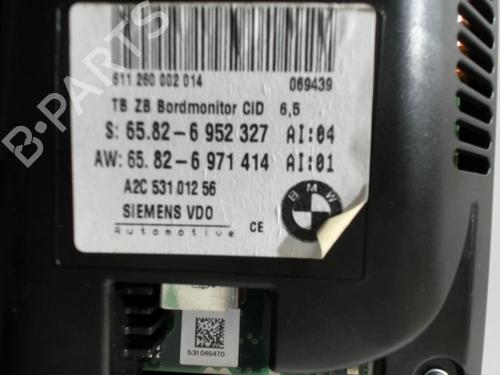 611 260 002 014 069439
TB ZB Bordmonitor CID 6,5
S: 65.82-6 952 327 AI:04
AW: 65.82-6 971 414 AI:01
A2C 531 012 56
SIEMENS VDO CE
Automotive
BMW
531046470
B-PARTS